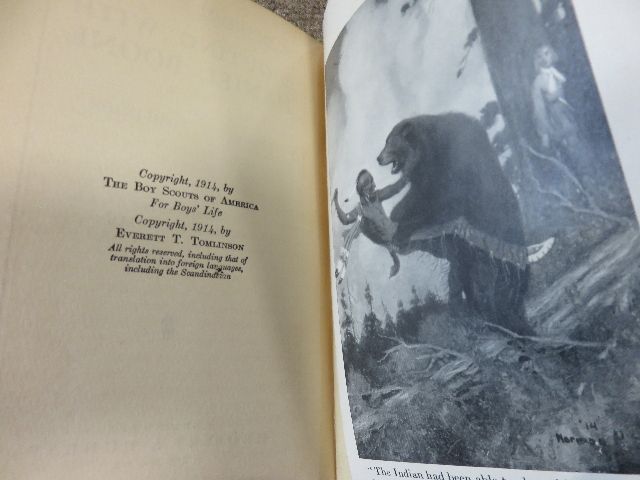 Copyright, 1914, by
The Boy Scouts of America
For Boys' Life
Copyright, 1914, by
Everett T. Tomlinson
All rights reserved, including that of
translation into foreign languages,
including the Scandinavian
'14
Norman
"The Indian had been able